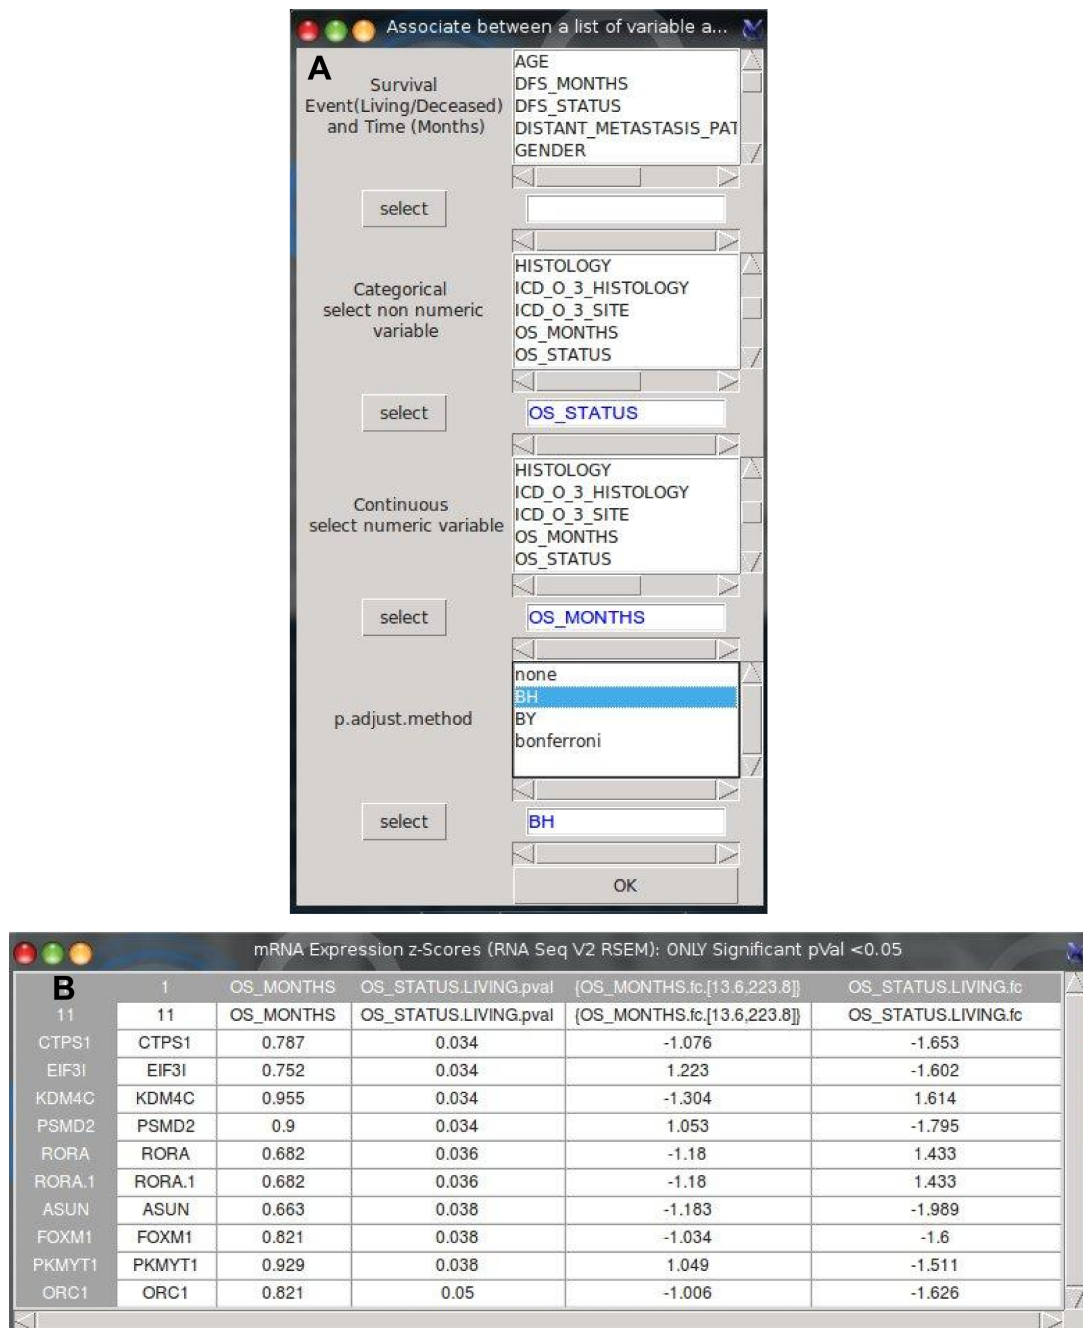 Associate between a list of variable a...
A
Survival
Event(Living/Deceased)
and Time (Months)
AGE
DFS_MONTHS
DFS_STATUS
DISTANT_METASTASIS_PAT
GENDER
select
Categorical
select non numeric
variable
HISTOLOGY
ICD_O_3_HISTOLOGY
ICD_O_3_SITE
OS_MONTHS
OS_STATUS
select
OS_STATUS
Continuous
select numeric variable
HISTOLOGY
ICD_O_3_HISTOLOGY
ICD_O_3_SITE
OS_MONTHS
OS_STATUS
select
OS_MONTHS
p.adjust.method
none
BH
BY
bonferroni
select
BH
OK
mRNA Expression z-Scores (RNA Seq V2 RSEM): ONLY Significant pVal <0.05
B
1 OS_MONTHS OS_STATUS.LIVING.pval {OS_MONTHS.fc.[13.6,223.8]} OS_STATUS.LIVING.fc
11 11 OS_MONTHS OS_STATUS.LIVING.pval {OS_MONTHS.fc.[13.6,223.8]} OS_STATUS.LIVING.fc
CTPS1 CTPS1 0.787 0.034 -1.076 -1.653
EIF3I EIF3I 0.752 0.034 1.223 -1.602
KDM4C KDM4C 0.955 0.034 -1.304 1.614
PSMD2 PSMD2 0.9 0.034 1.053 -1.795
RORA RORA 0.682 0.036 -1.18 1.433
RORA.1 RORA.1 0.682 0.036 -1.18 1.433
ASUN ASUN 0.663 0.038 -1.183 -1.989
FOXM1 FOXM1 0.821 0.038 -1.034 -1.6
PKMYT1 PKMYT1 0.929 0.038 1.049 -1.511
ORC1 ORC1 0.821 0.05 -1.006 -1.626